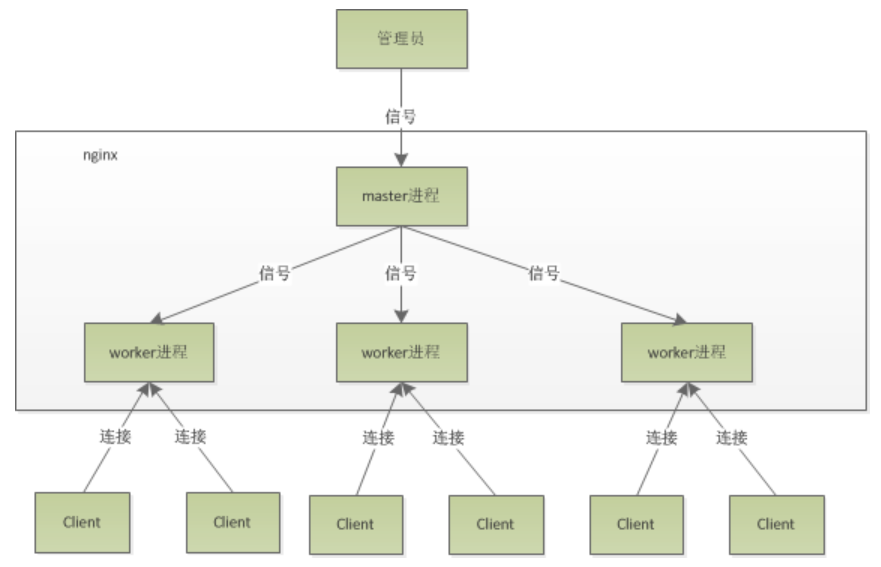 管理员
信号
nginx
master进程
信号
信号
信号
worker进程
worker进程
worker进程
连接
连接
连接
连接
连接
连接
Client
Client
Client
Client
Client
Client